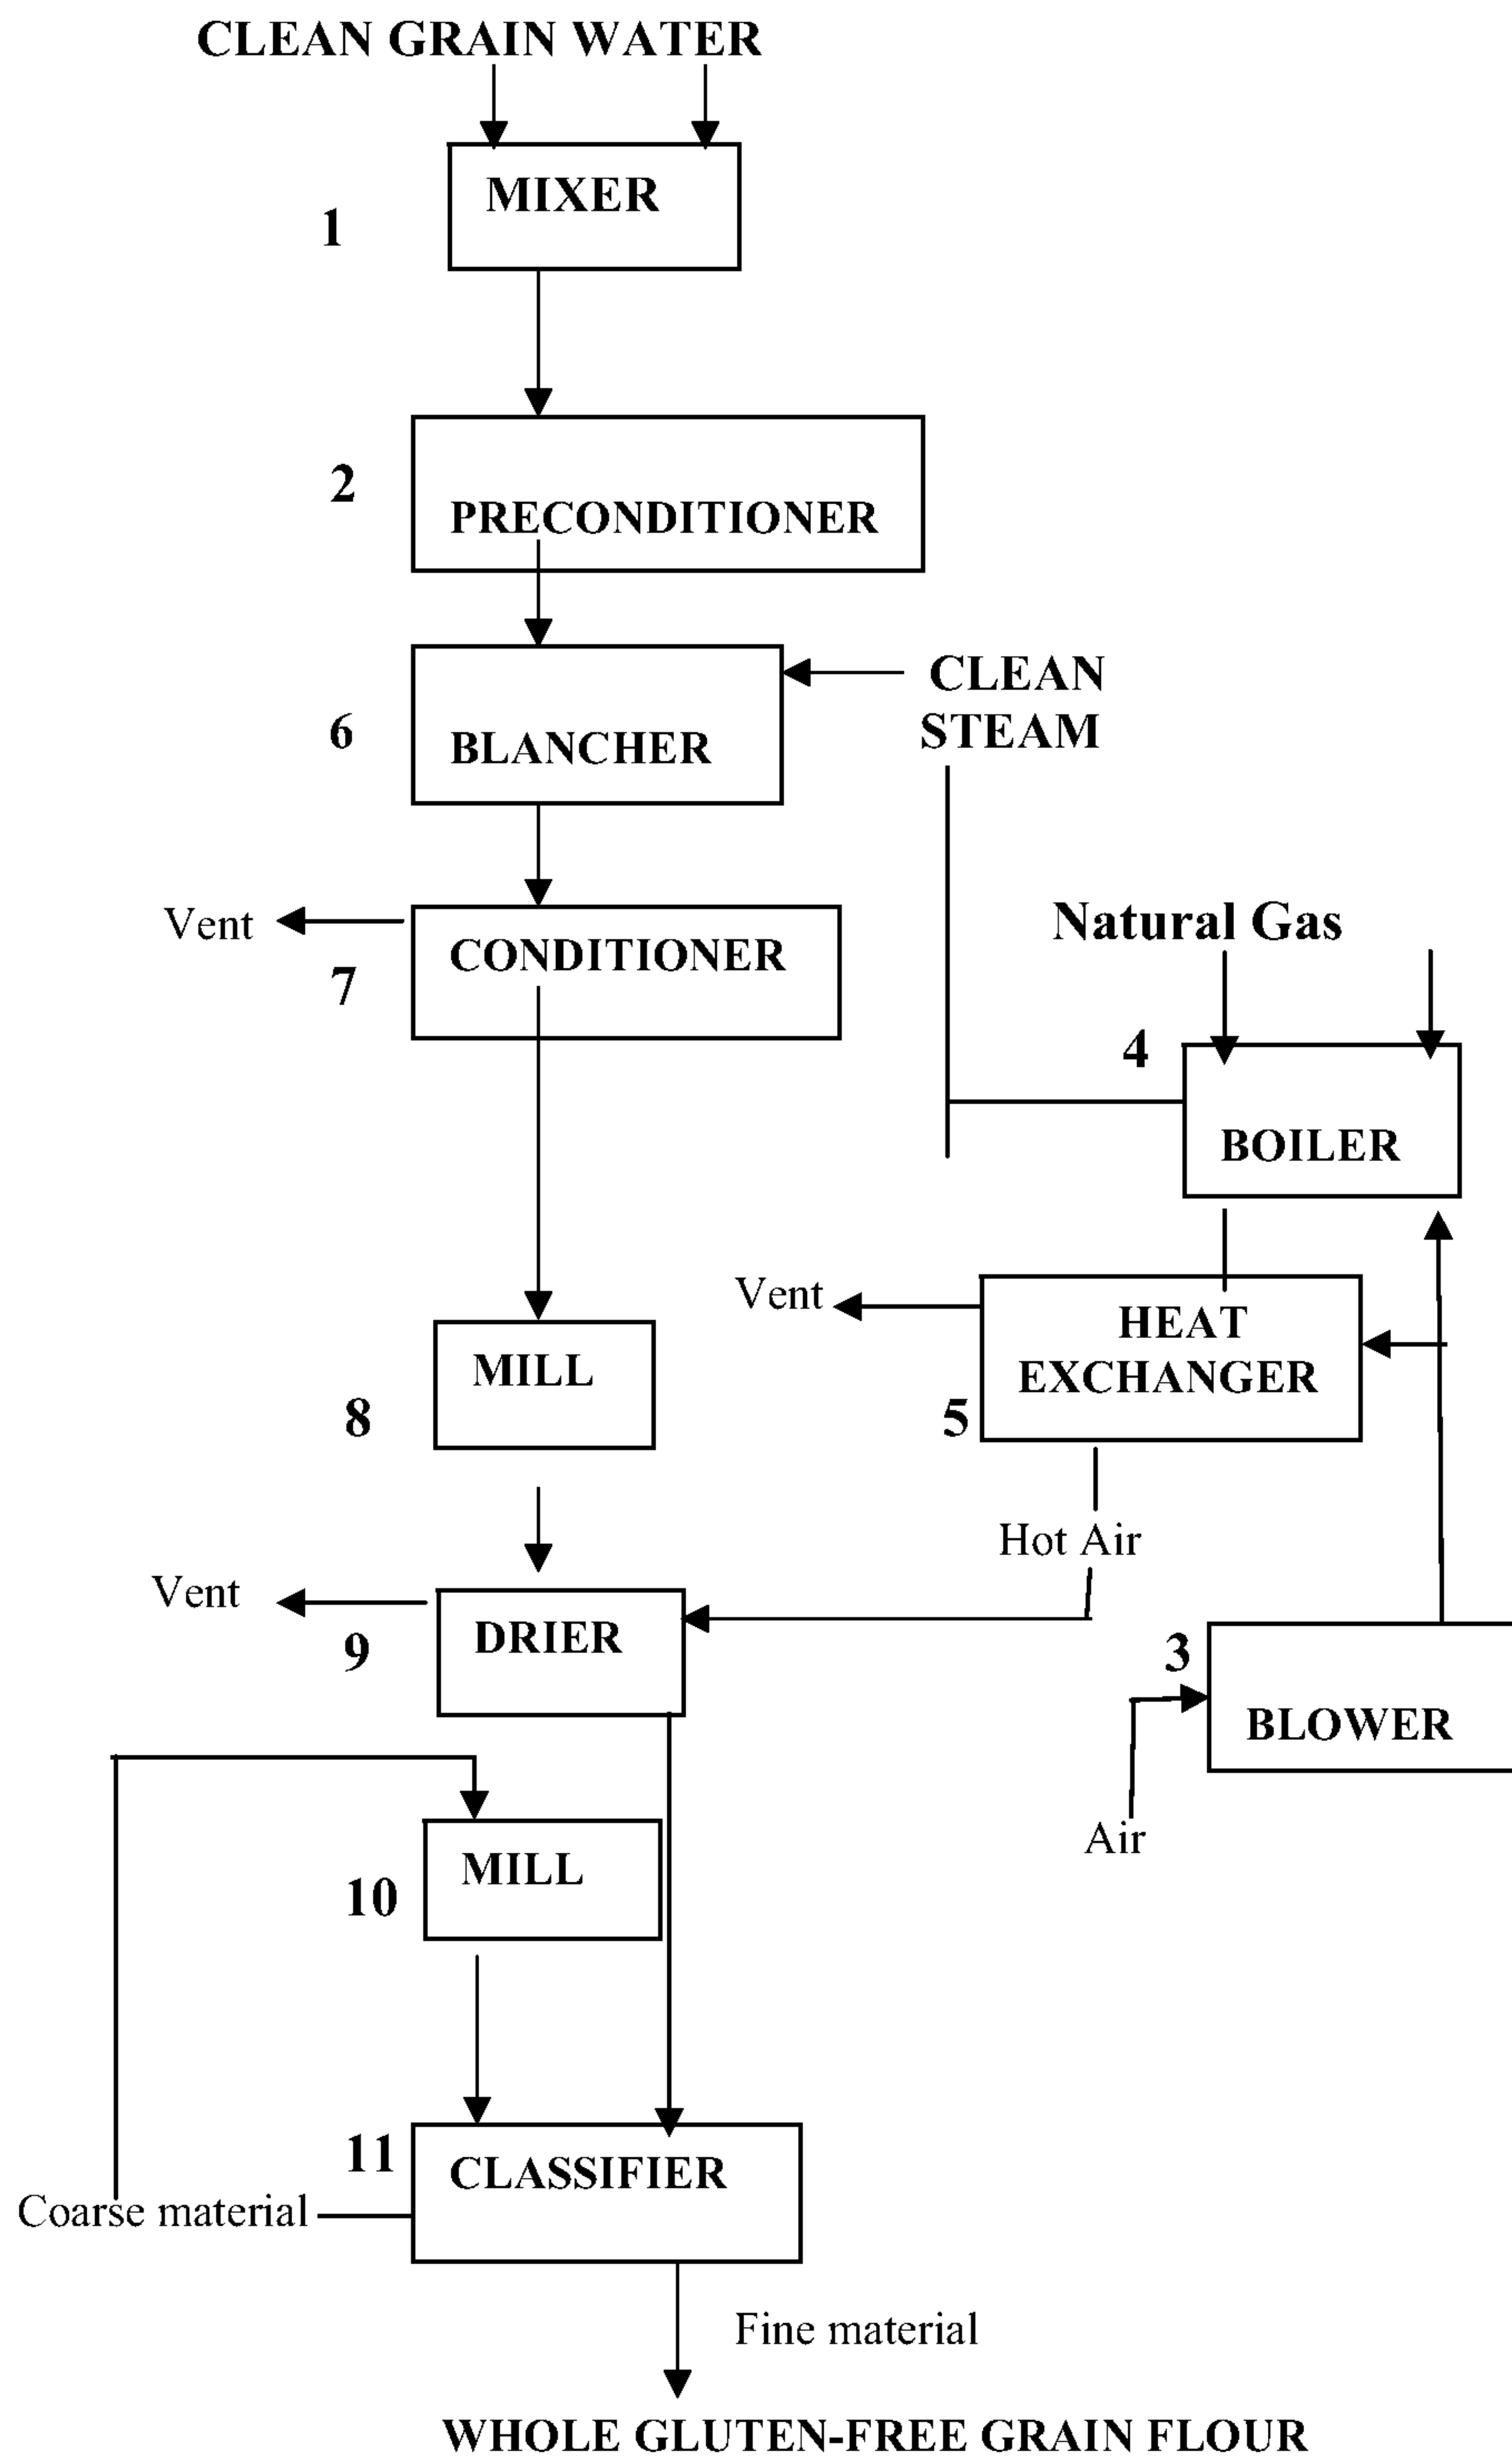 CLEAN GRAIN WATER
MIXER
1
2
PRECONDITIONER
CLEAN
STEAM
6
BLANCHER
Vent
CONDITIONER
7
Natural Gas
4
BOILER
Vent
HEAT
EXCHANGER
5
MILL
8
Hot Air
Vent
DRIER
9
3
BLOWER
Air
MILL
10
11
CLASSIFIER
Coarse material
Fine material
WHOLE GLUTEN-FREE GRAIN FLOUR